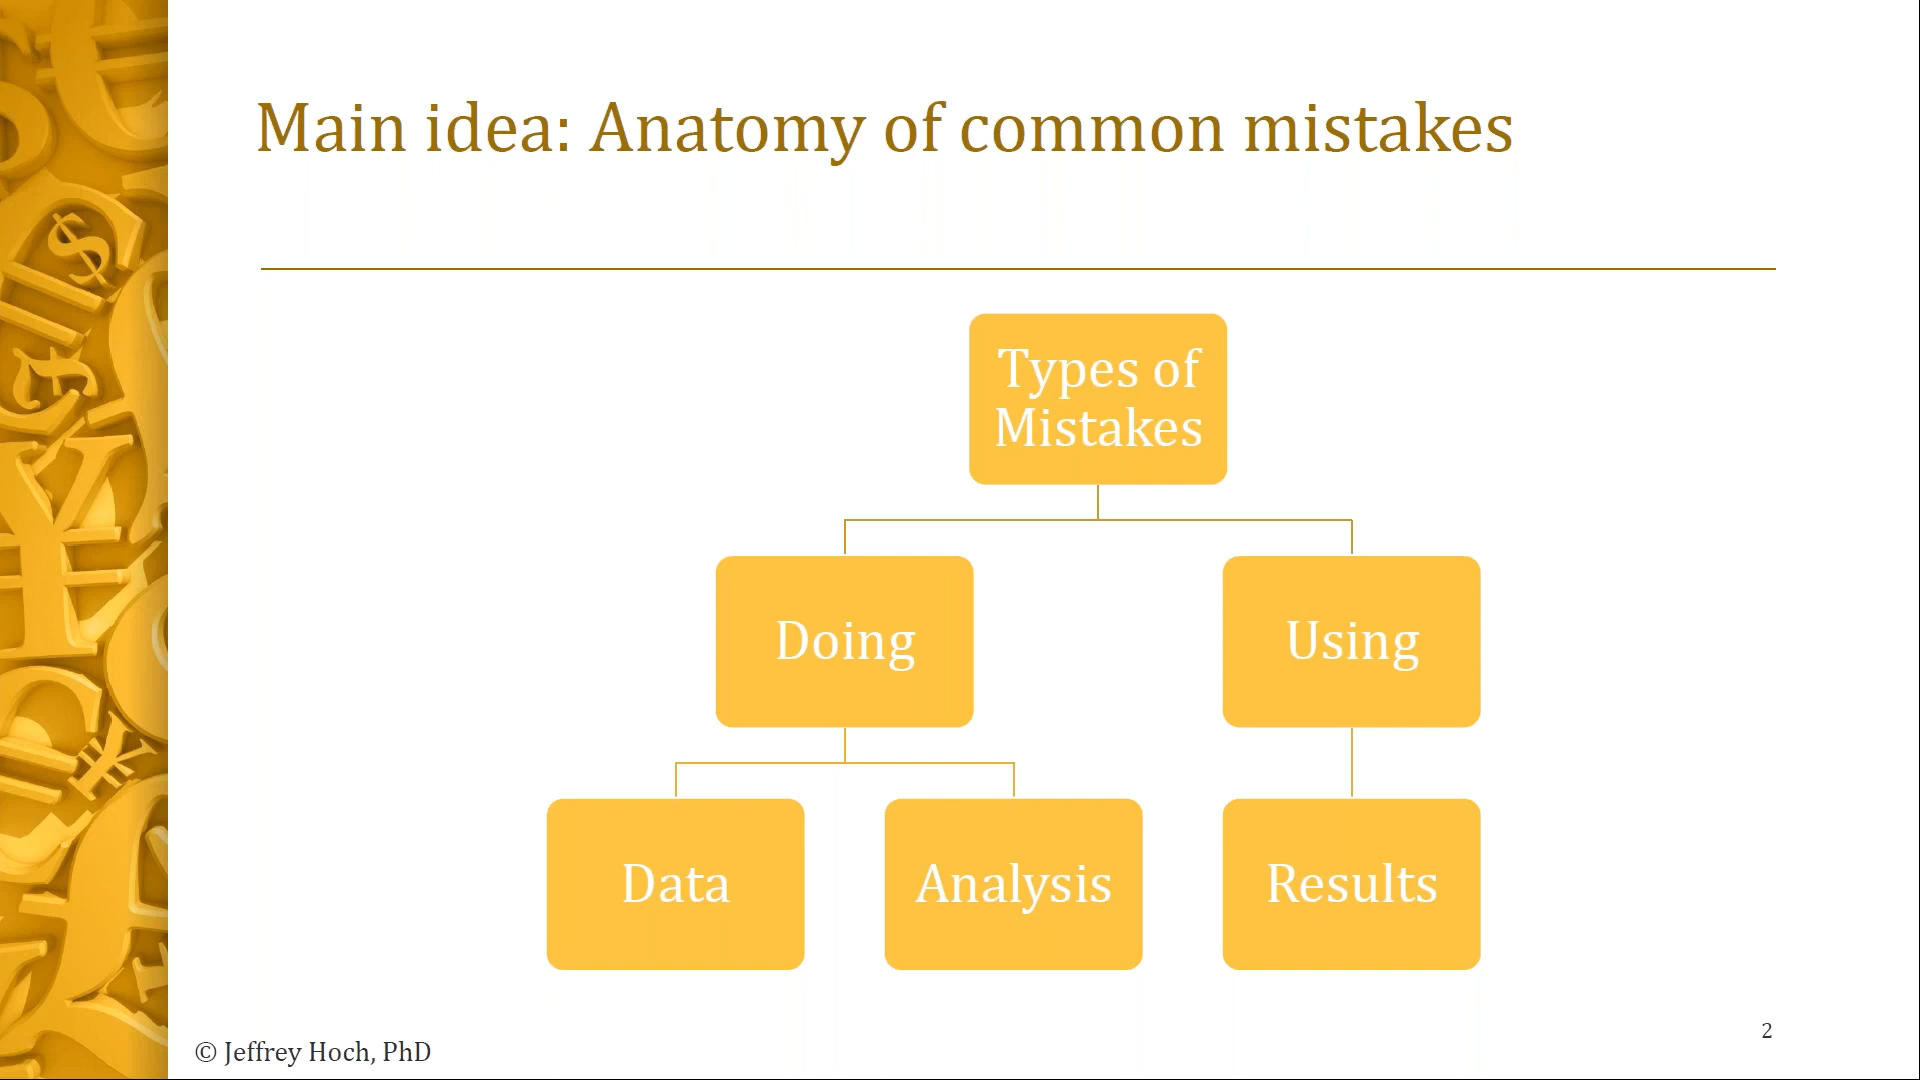 Main idea: Anatomy of common mistakes
Types of
Mistakes
Doing
Using
Data
Analysis
Results
© Jeffrey Hoch, PhD
2